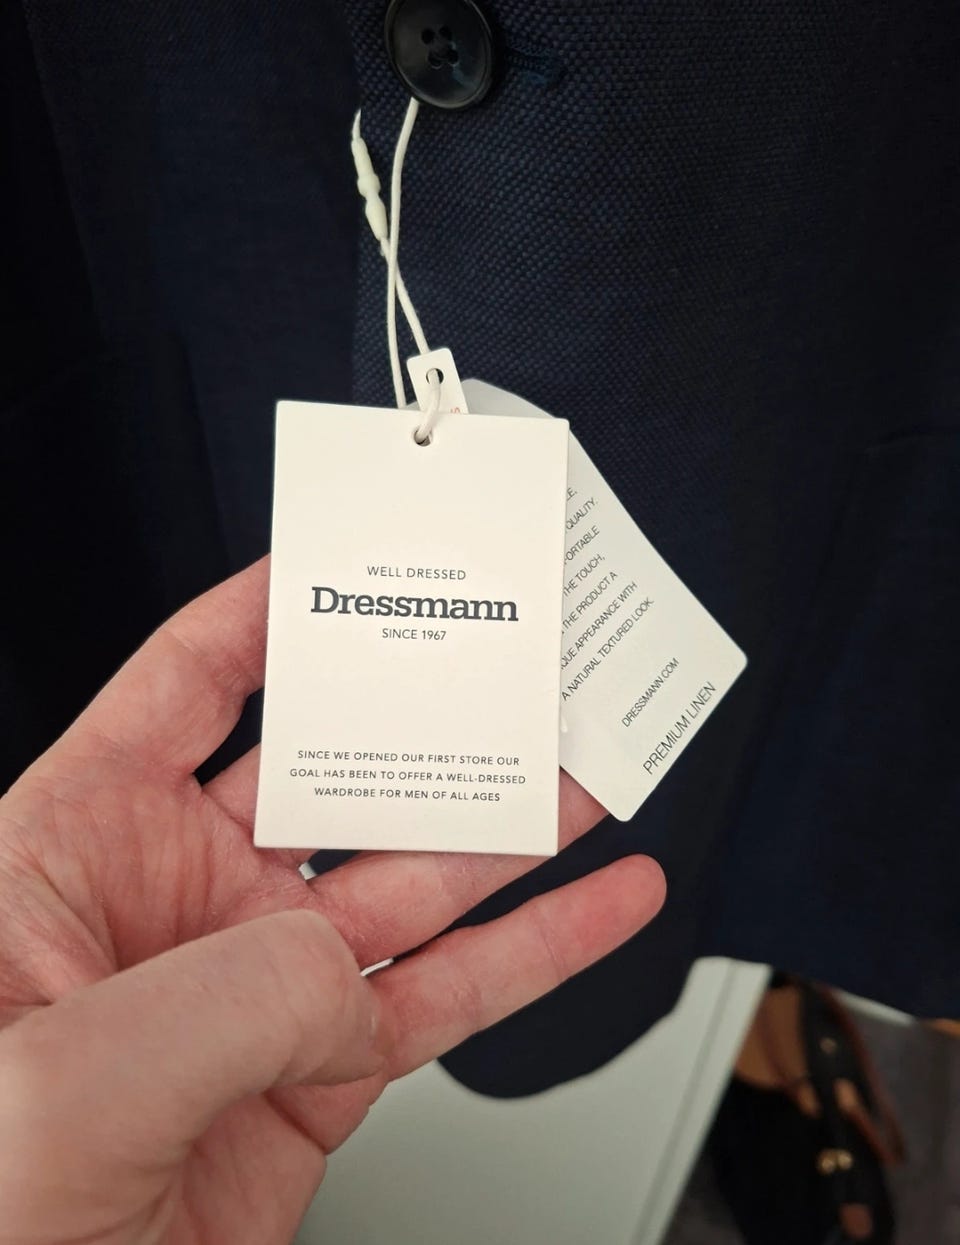 WELL DRESSED
Dressmann
SINCE 1967
SINCE WE OPENED OUR FIRST STORE OUR
GOAL HAS BEEN TO OFFER A WELL-DRESSED
WARDROBE FOR MEN OF ALL AGES
QUALITY.
THE TOUCH,
THE PRODUCT A
APPEARANCE WITH
A NATURAL TEXTURED LOOK.
DRESSMANN.COM
PREMIUM LINEN